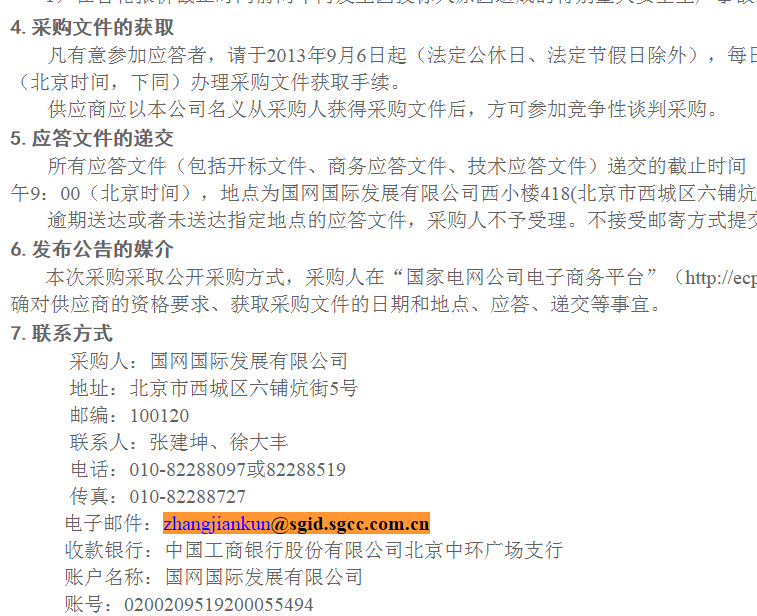 4. 采购文件的获取
凡有意参加应答者，请于2013年9月6日起（法定公休日、法定节假日除外），每日
（北京时间，下同）办理采购文件获取手续。
供应商应以本公司名义从采购人获得采购文件后，方可参加竞争性谈判采购。
5. 应答文件的递交
所有应答文件（包括开标文件、商务应答文件、技术应答文件）递交的截止时间
午9：00（北京时间），地点为国网国际发展有限公司西小楼418(北京市西城区六铺炕
逾期送达或者未送达指定地点的应答文件，采购人不予受理。不接受邮寄方式提交
6. 发布公告的媒介
本次采购采取公开采购方式，采购人在“国家电网公司电子商务平台”（http://ecp
确对供应商的资格要求、获取采购文件的日期和地点、应答、递交等事宜。
7. 联系方式
采购人：国网国际发展有限公司
地址：北京市西城区六铺炕街5号
邮编：100120
联系人：张建坤、徐大丰
电话：010-82288097或82288519
传真：010-82288727
电子邮件：zhangjiankun@sgid.sgcc.com.cn
收款银行：中国工商银行股份有限公司北京中环广场支行
账户名称：国网国际发展有限公司
账号：0200209519200055494